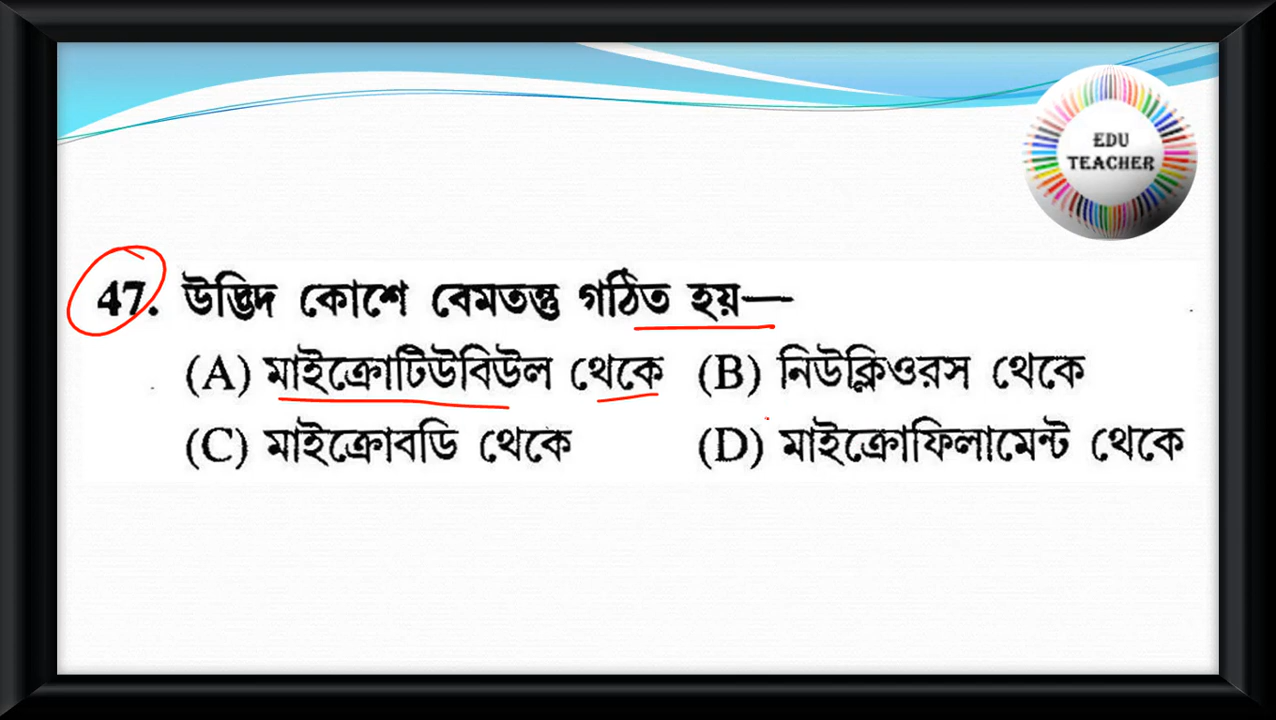 EDU
TEACHER
47. উদ্ভিদ কোশে বেমতন্তু গঠিত হয়—
(A) মাইক্রোটিউবিউল থেকে (B) নিউক্লিওরস থেকে
(C) মাইক্রোবডি থেকে (D) মাইক্রোফিলামেন্ট থেকে